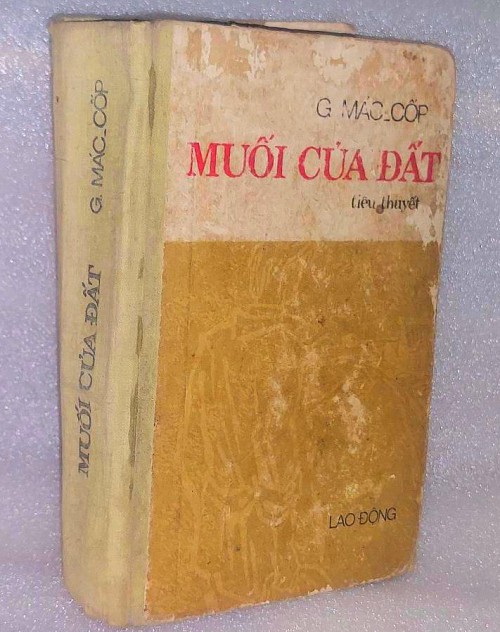 G. MÁC_CỐP
MUỐI CỦA ĐẤT
tiểu thuyết
LAO ĐỘNG
MUỐI CỦA ĐẤT
G. MÁC_CỐP